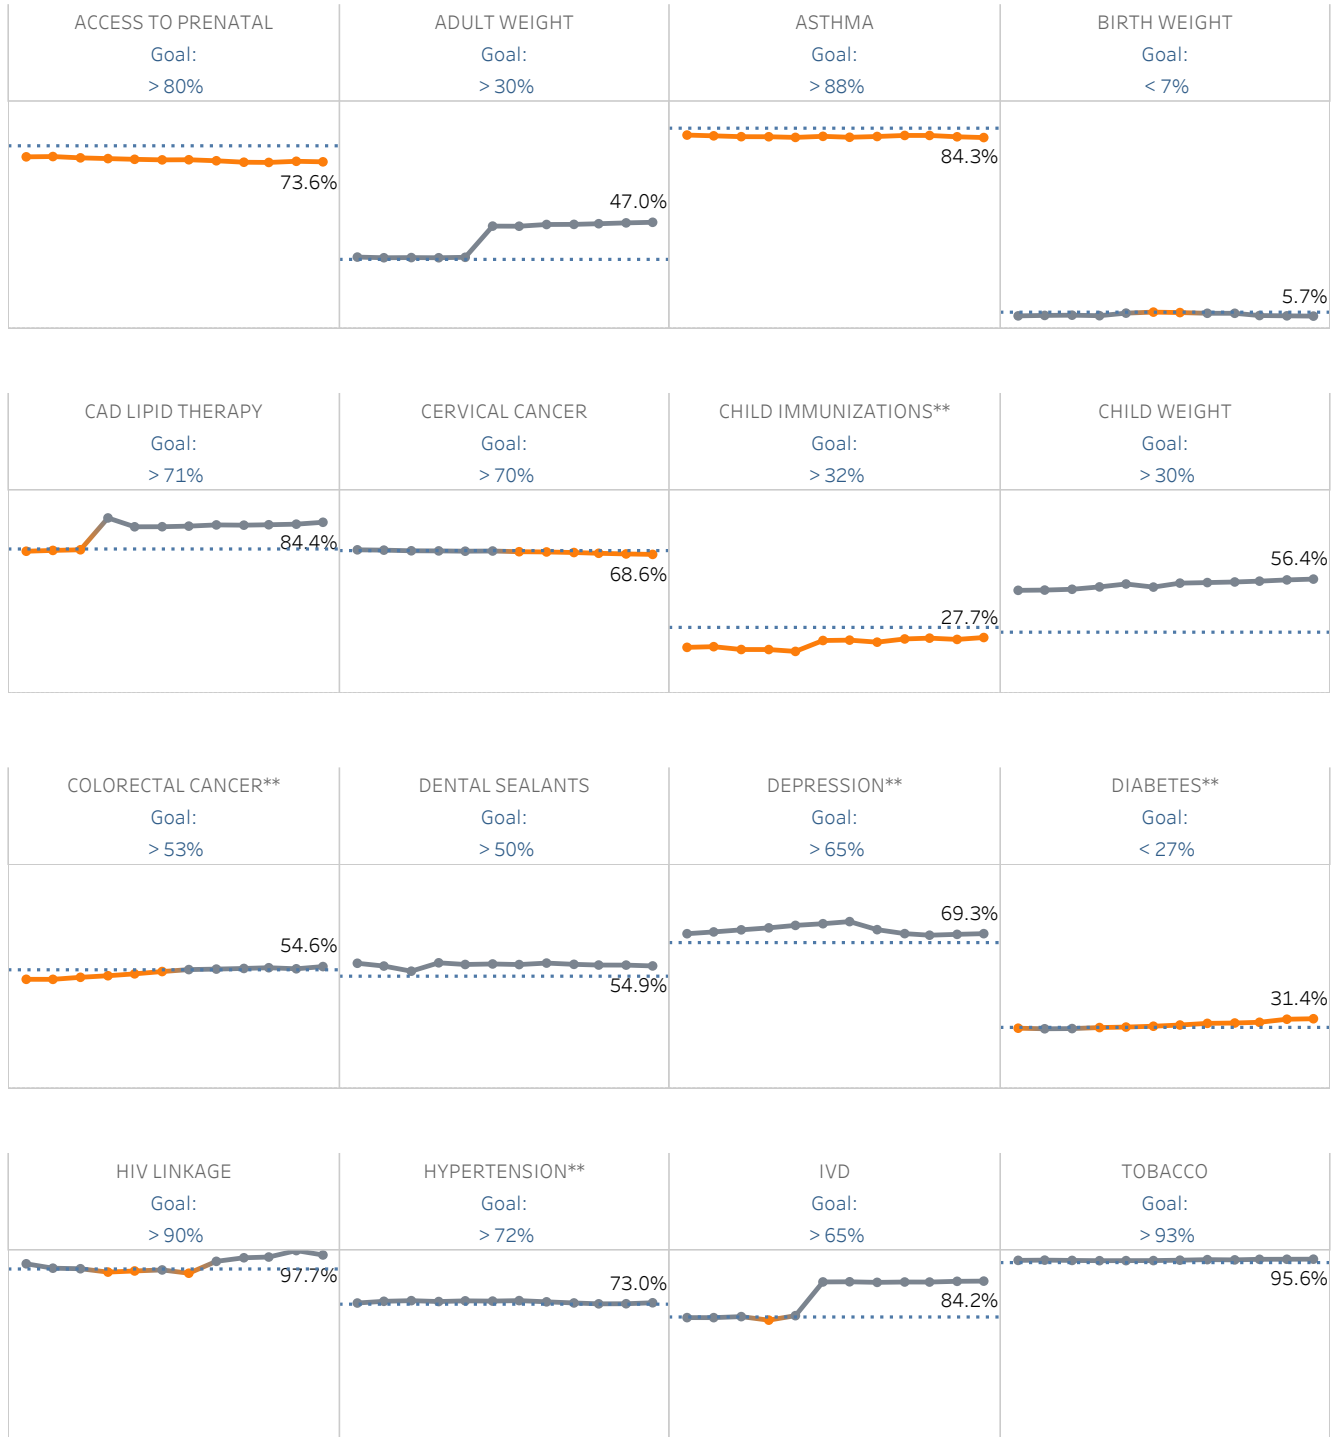 ACCESS TO PRENATAL
Goal:
> 80%
73.6%
ADULT WEIGHT
Goal:
> 30%
47.0%
ASTHMA
Goal:
> 88%
84.3%
BIRTH WEIGHT
Goal:
< 7%
5.7%
CAD LIPID THERAPY
Goal:
> 71%
84.4%
CERVICAL CANCER
Goal:
> 70%
68.6%
CHILD IMMUNIZATIONS**
Goal:
> 32%
27.7%
CHILD WEIGHT
Goal:
> 30%
56.4%
COLORECTAL CANCER**
Goal:
> 53%
54.6%
DENTAL SEALANTS
Goal:
> 50%
54.9%
DEPRESSION**
Goal:
> 65%
69.3%
DIABETES**
Goal:
< 27%
31.4%
HIV LINKAGE
Goal:
> 90%
97.7%
HYPERTENSION**
Goal:
> 72%
73.0%
IVD
Goal:
> 65%
84.2%
TOBACCO
Goal:
> 93%
95.6%